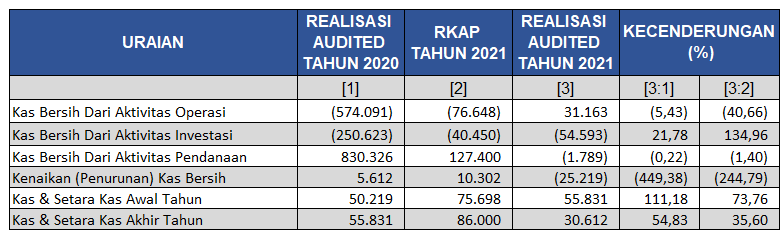 URAIAN REALISASI AUDITED TAHUN 2020 RKAP TAHUN 2021 REALISASI AUDITED TAHUN 2021 KECENDERUNGAN (%)
[1] [2] [3] [3:1] [3:2]
Kas Bersih Dari Aktivitas Operasi (574.091) (76.648) 31.163 (5,43) (40,66)
Kas Bersih Dari Aktivitas Investasi (250.623) (40.450) (54.593) 21,78 134,96
Kas Bersih Dari Aktivitas Pendanaan 830.326 127.400 (1.789) (0,22) (1,40)
Kenaikan (Penurunan) Kas Bersih 5.612 10.302 (25.219) (449,38) (244,79)
Kas & Setara Kas Awal Tahun 50.219 75.698 55.831 111,18 73,76
Kas & Setara Kas Akhir Tahun 55.831 86.000 30.612 54,83 35,60